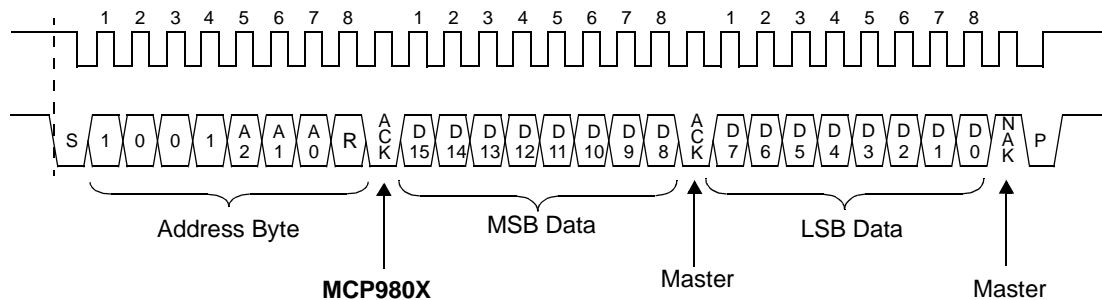 1 2 3 4 5 6 7 8 1 2 3 4 5 6 7 8 1 2 3 4 5 6 7 8
S 1 0 0 1 A2 A1 A0 R ACK D15 D14 D13 D12 D11 D10 D9 D8 ACK D7 D6 D5 D4 D3 D2 D1 D0 NAK P
Address Byte MSB Data LSB Data
MCP980X Master Master